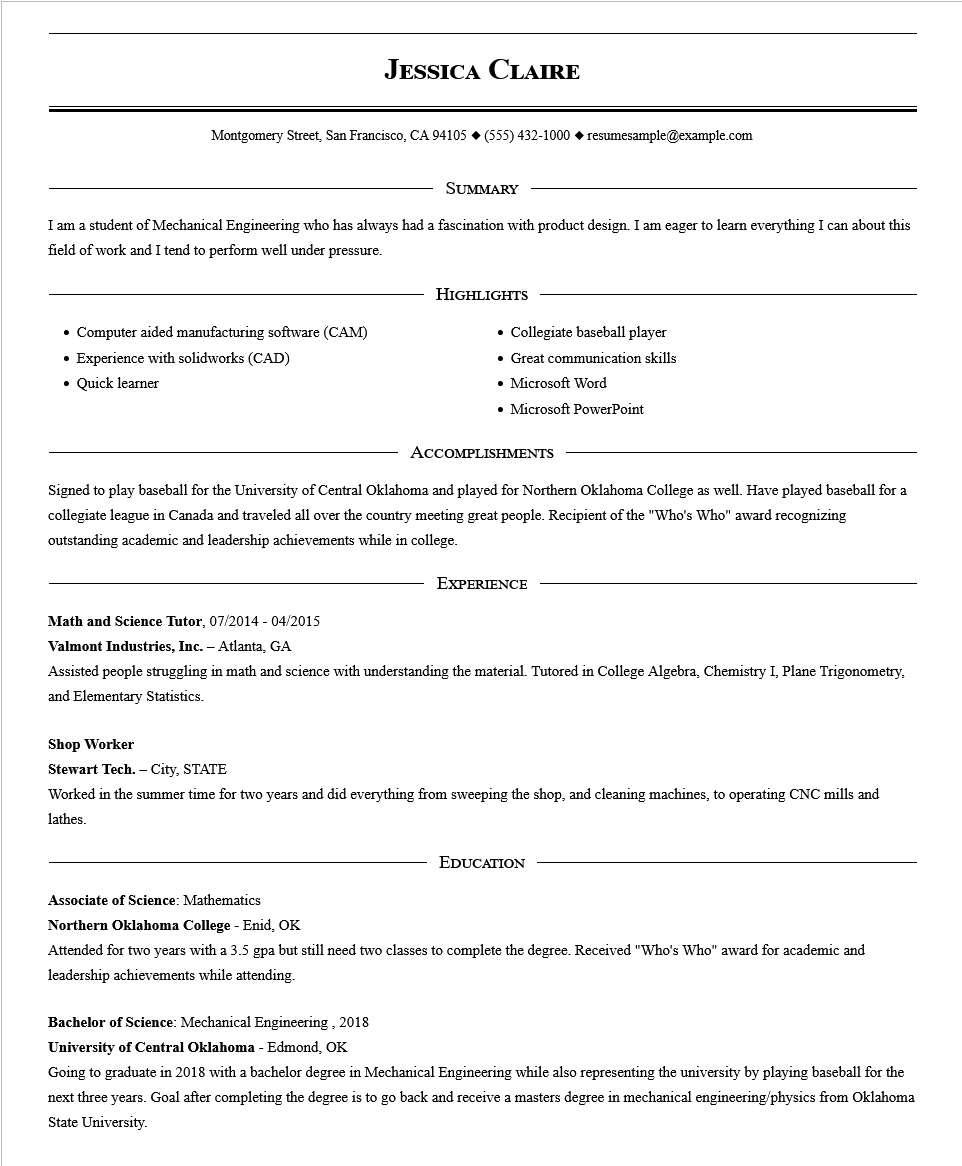 Jessica Claire
Montgomery Street, San Francisco, CA 94105 ◆ (555) 432-1000 ◆ resumesample@example.com
Summary
I am a student of Mechanical Engineering who has always had a fascination with product design. I am eager to learn everything I can about this
field of work and I tend to perform well under pressure.
Highlights
• Computer aided manufacturing software (CAM)
• Experience with solidworks (CAD)
• Quick learner
• Collegiate baseball player
• Great communication skills
• Microsoft Word
• Microsoft PowerPoint
Accomplishments
Signed to play baseball for the University of Central Oklahoma and played for Northern Oklahoma College as well. Have played baseball for a
collegiate league in Canada and traveled all over the country meeting great people. Recipient of the "Who's Who" award recognizing
outstanding academic and leadership achievements while in college.
Experience
Math and Science Tutor, 07/2014 - 04/2015
Valmont Industries, Inc. – Atlanta, GA
Assisted people struggling in math and science with understanding the material. Tutored in College Algebra, Chemistry I, Plane Trigonometry,
and Elementary Statistics.
Shop Worker
Stewart Tech. – City, STATE
Worked in the summer time for two years and did everything from sweeping the shop, and cleaning machines, to operating CNC mills and
lathes.
Education
Associate of Science: Mathematics
Northern Oklahoma College - Enid, OK
Attended for two years with a 3.5 gpa but still need two classes to complete the degree. Received "Who's Who" award for academic and
leadership achievements while attending.
Bachelor of Science: Mechanical Engineering , 2018
University of Central Oklahoma - Edmond, OK
Going to graduate in 2018 with a bachelor degree in Mechanical Engineering while also representing the university by playing baseball for the
next three years. Goal after completing the degree is to go back and receive a masters degree in mechanical engineering/physics from Oklahoma
State University.